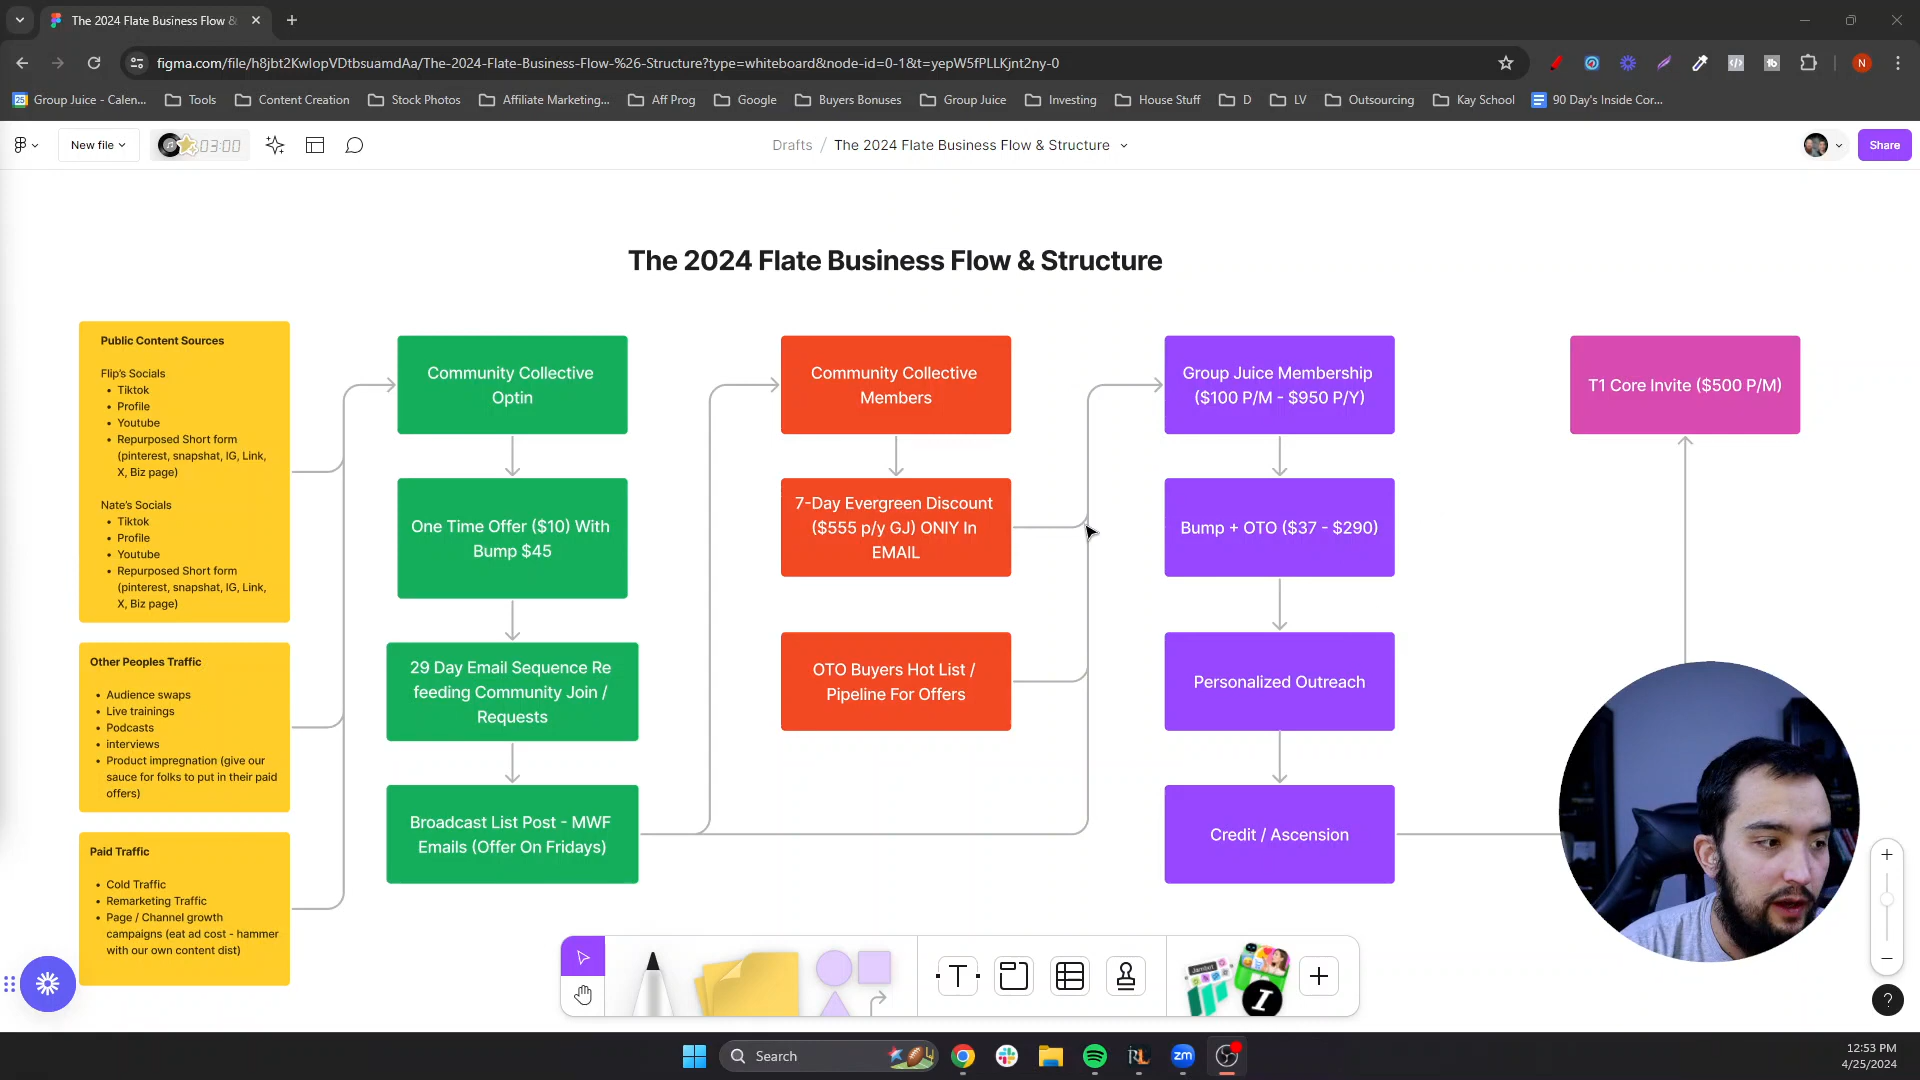 The 2024 Flate Business Flow &
figma.com/file/h8jbt2KwIopVDtbsuamdAa/The-2024-Flate-Business-Flow-%26-Structure?type=whiteboard&node-id=0-1&t=yepW5fPLLKjnt2ny-0
N
Group Juice - Calen...
Tools
Content Creation
Stock Photos
Affiliate Marketing...
Aff Prog
Google
Buyers Bonuses
Group Juice
Investing
House Stuff
D
LV
Outsourcing
Kay School
90 Day's Inside Cor...
New file
03:00
Drafts / The 2024 Flate Business Flow & Structure
Share
The 2024 Flate Business Flow & Structure
Public Content Sources
Flip's Socials
• Tiktok
• Profile
• Youtube
• Repurposed Short form
(pinterest, snapshat, IG, Link,
X, Biz page)
Nate's Socials
• Tiktok
• Profile
• Youtube
• Repurposed Short form
(pinterest, snapshat, IG, Link,
X, Biz page)
Other Peoples Traffic
• Audience swaps
• Live trainings
• Podcasts
• interviews
• Product impregnation (give our
sauce for folks to put in their paid
offers)
Paid Traffic
• Cold Traffic
• Remarketing Traffic
• Page / Channel growth
campaigns (eat ad cost - hammer
with our own content dist)
Community Collective
Optin
One Time Offer ($10) With
Bump $45
29 Day Email Sequence Re
feeding Community Join /
Requests
Broadcast List Post - MWF
Emails (Offer On Fridays)
Community Collective
Members
7-Day Evergreen Discount
($555 p/y GJ) ONlY In
EMAIL
OTO Buyers Hot List /
Pipeline For Offers
Group Juice Membership
($100 P/M - $950 P/Y)
Bump + OTO ($37 - $290)
Personalized Outreach
Credit / Ascension
T1 Core Invite ($500 P/M)
T
Search
zm
12:53 PM
4/25/2024